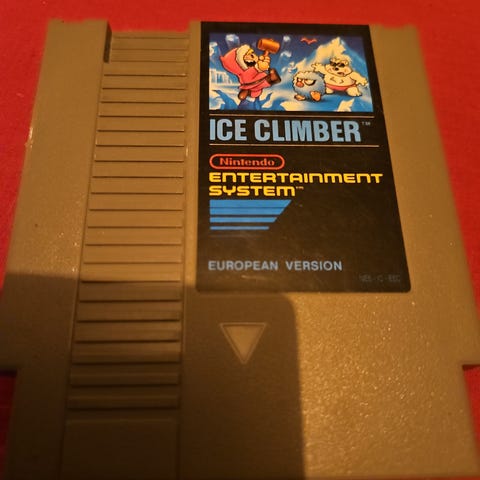 ICE CLIMBER™
Nintendo
ENTERTAINMENT
SYSTEM™
EUROPEAN VERSION